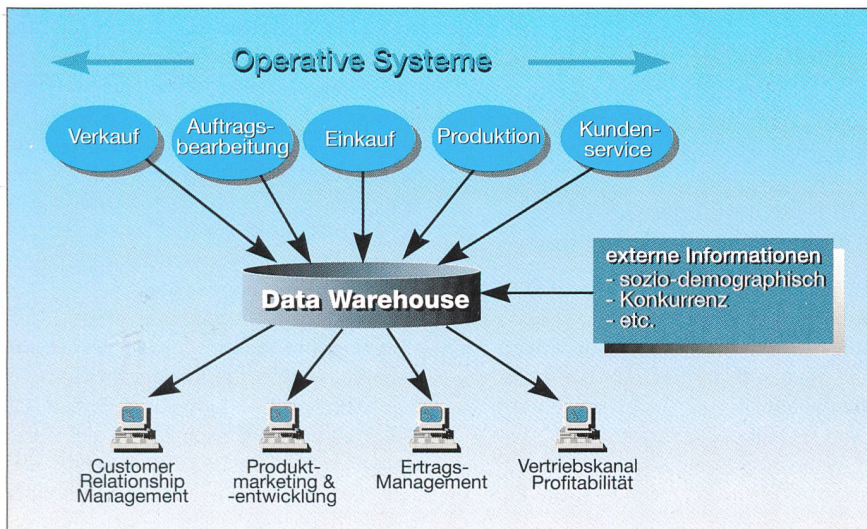 Operative Systeme
Verkauf
Auftrags-
bearbeitung
Einkauf
Produktion
Kunden-
service
externe Informationen
- sozio-demographisch
- Konkurrenz
- etc.
Data Warehouse
Customer
Relationship
Management
Produkt-
marketing &
-entwicklung
Ertrags-
Management
Vertriebskanal
Profitabilität